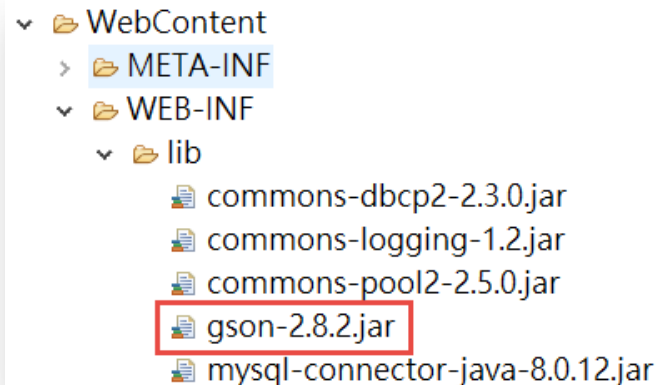 WebContent
META-INF
WEB-INF
lib
commons-dbcp2-2.3.0.jar
commons-logging-1.2.jar
commons-pool2-2.5.0.jar
gson-2.8.2.jar
mysql-connector-java-8.0.12.jar